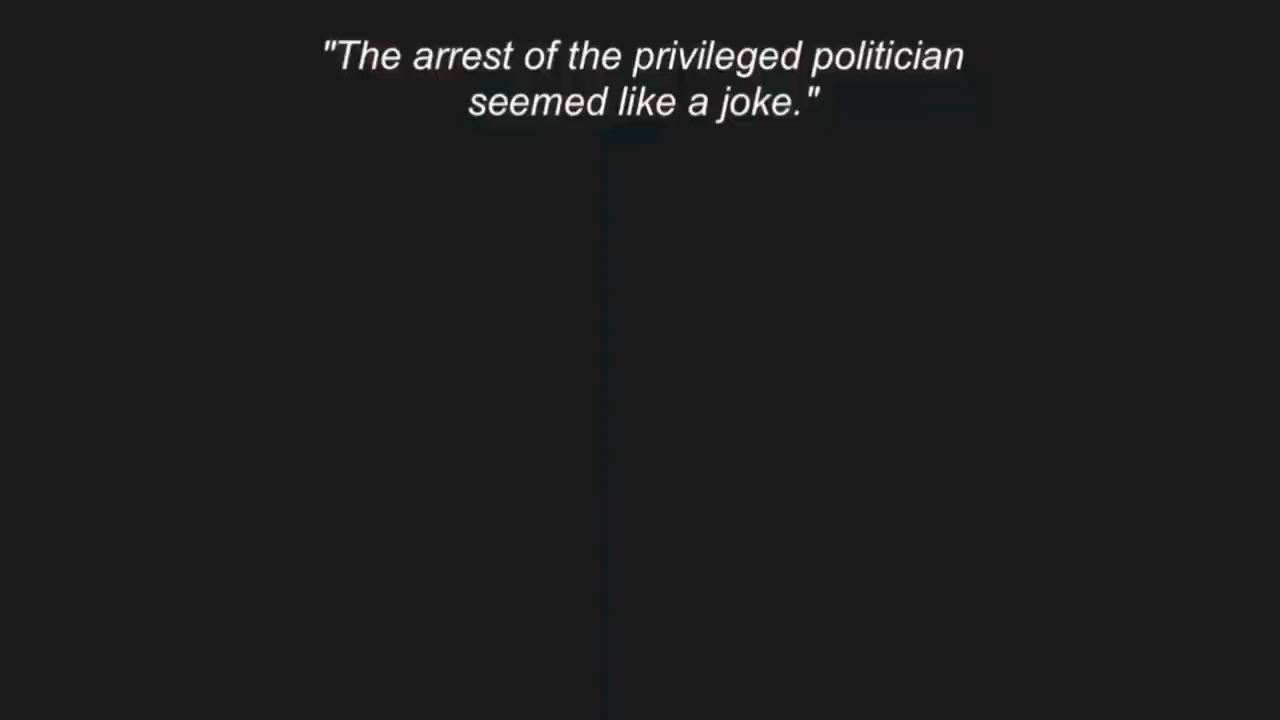 "The arrest of the privileged politician
seemed like a joke."